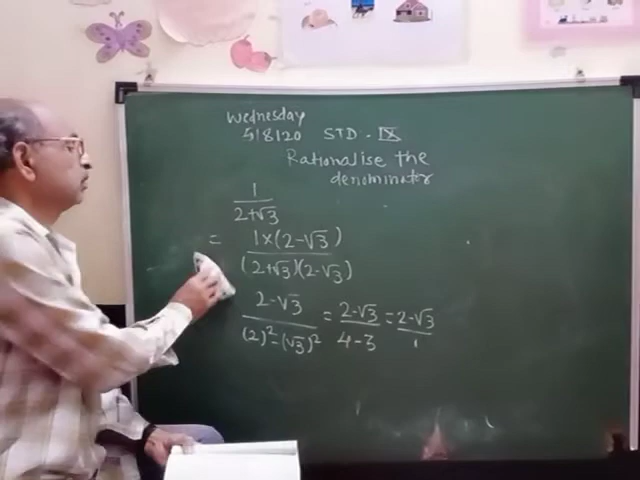 Wednesday
5/8/20 STD - IX
Rationalise the
denominator
1
2+√3
= 1×(2-√3)
(2+√3)(2-√3)
2-√3 = 2-√3 = 2-√3
(2)²-(√3)² 4-3 1